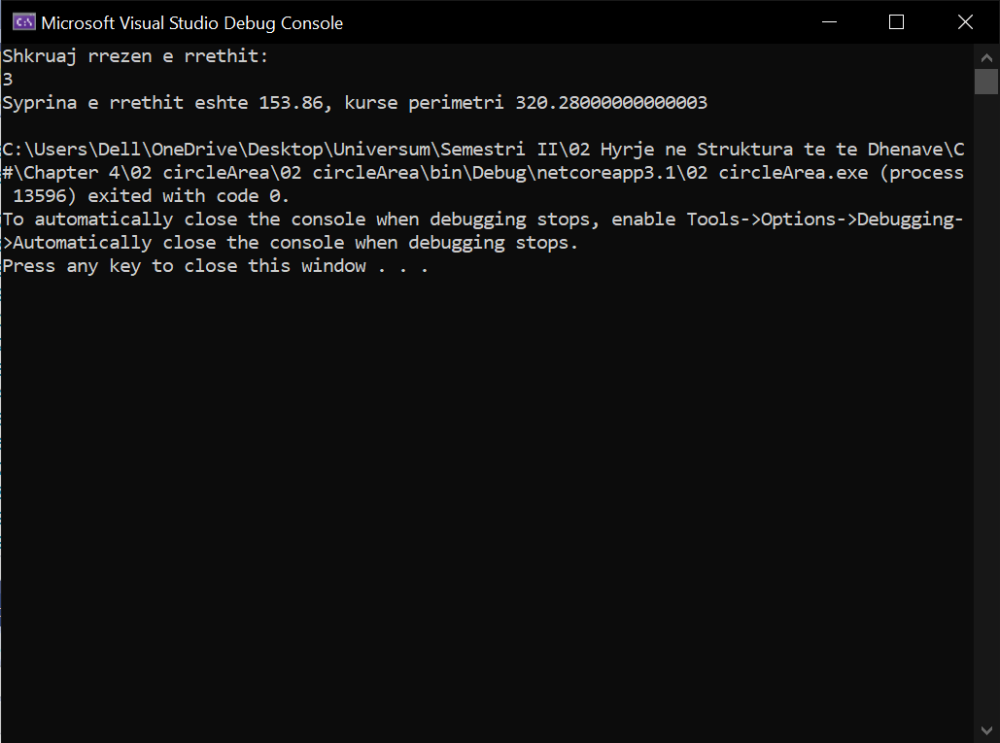 Microsoft Visual Studio Debug Console
Shkruaj rrezen e rrethit:
3
Syprina e rrethit eshte 153.86, kurse perimetri 320.28000000000003
C:\Users\Dell\OneDrive\Desktop\Universum\Semestri II\02 Hyrje ne Struktura te te Dhenave\C
#\Chapter 4\02 circleArea\02 circleArea\bin\Debug\netcoreapp3.1\02 circleArea.exe (process
13596) exited with code 0.
To automatically close the console when debugging stops, enable Tools->Options->Debugging-
>Automatically close the console when debugging stops.
Press any key to close this window . . .